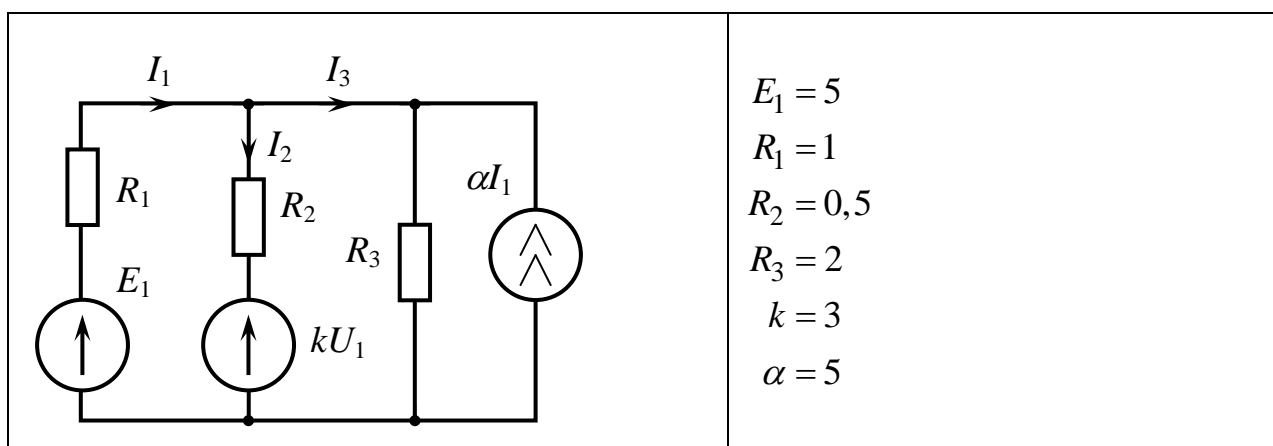 I₁ I₃
I₂
R₁ R₂ αI₁
R₃
E₁
kU₁
E₁ = 5
R₁ = 1
R₂ = 0,5
R₃ = 2
k = 3
α = 5